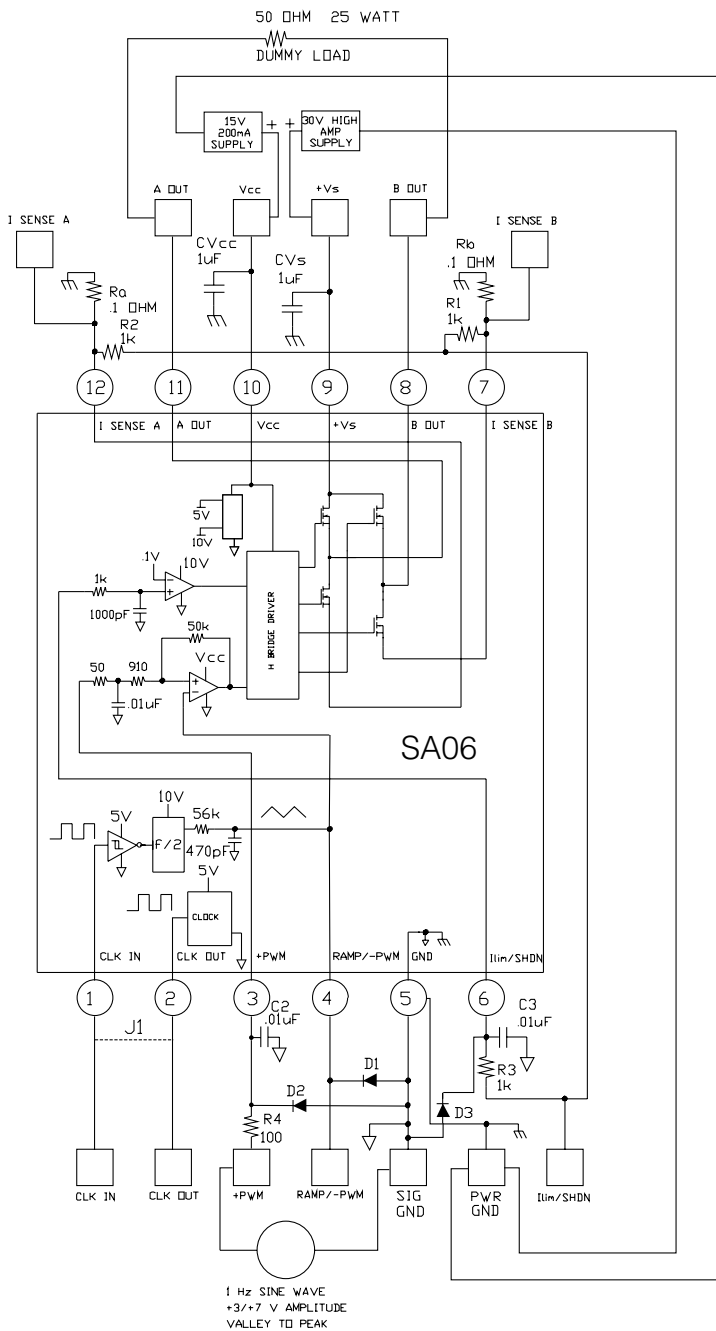 50 OHM 25 WATT
DUMMY LOAD
15V
200mA
SUPPLY
+ +
30V HIGH
AMP
SUPPLY
A OUT
Vcc
+Vs
B OUT
I SENSE A
I SENSE B
CVcc
1uF
CVs
1uF
Ra
.1 OHM
Rb
.1 OHM
R2
1k
R1
1k
12
11
10
9
8
7
I SENSE A
A OUT
Vcc
+Vs
B OUT
I SENSE B
5V
10V
.1V
10V
1k
1000pF
-
+
H BRIDGE DRIVER
50k
Vcc
50
910
.01uF
+
-
SA06
10V
5V
56k
F/2
470pF
5V
CLOCK
CLK IN
CLK OUT
+PWM
RAMP/-PWM
GND
Ilim/SHDN
1
2
3
4
5
6
J1
C2
.01uF
C3
.01uF
D1
D2
D3
R3
1k
R4
100
CLK IN
CLK OUT
+PWM
RAMP/-PWM
SIG
GND
PWR
GND
Ilim/SHDN
1 Hz SINE WAVE
+3/+7 V AMPLITUDE
VALLEY TO PEAK